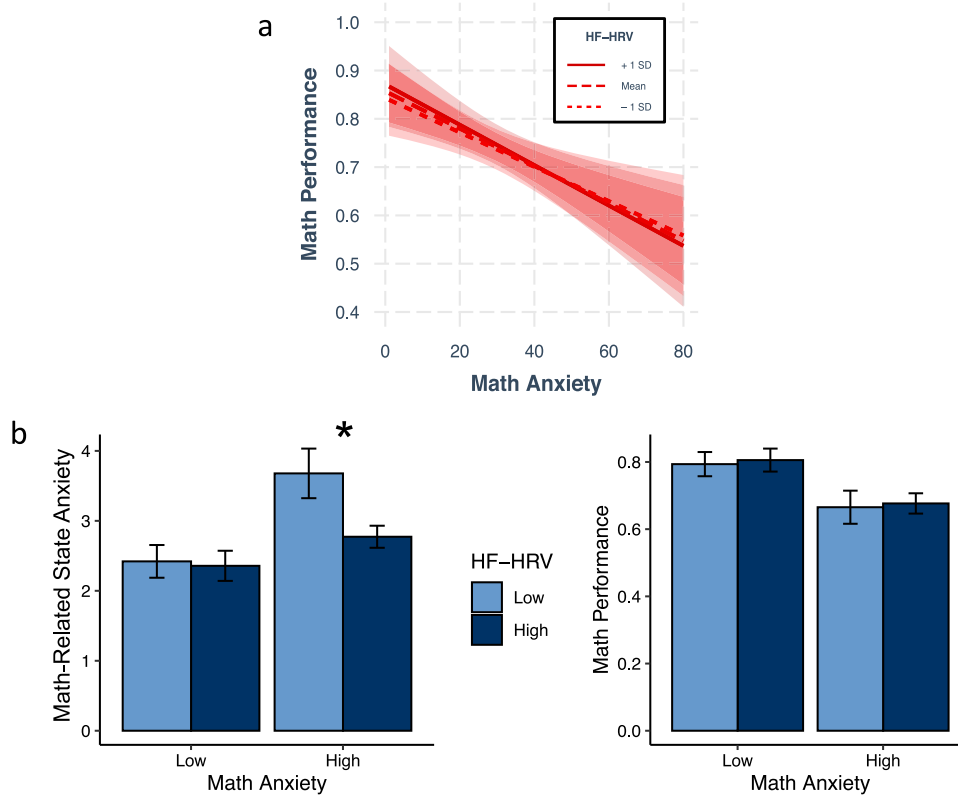 a
1.0
0.9
0.8
0.7
0.6
0.5
0.4
Math Performance
HF–HRV
+ 1 SD
Mean
– 1 SD
0 20 40 60 80
Math Anxiety
b
4
3
2
1
0
Math-Related State Anxiety
*
Low High
Math Anxiety
HF–HRV
Low
High
0.8
0.6
0.4
0.2
0.0
Math Performance
Low High
Math Anxiety